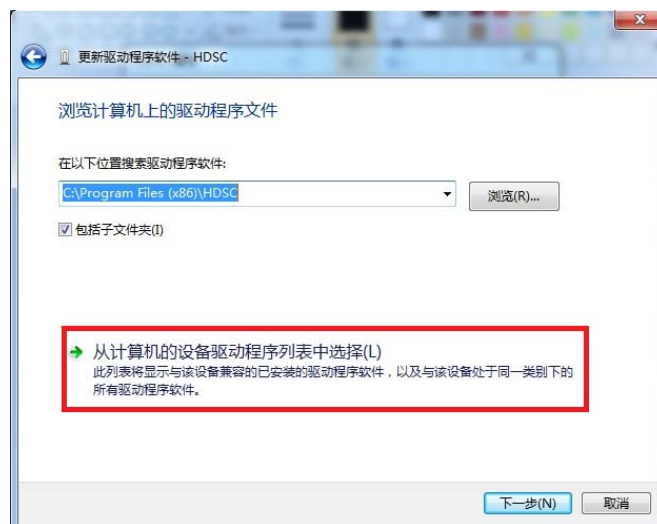 更新驱动程序软件 - HDSC
浏览计算机上的驱动程序文件
在以下位置搜索驱动程序软件:
C:\Program Files (x86)\HDSC
浏览(R)...
包括子文件夹(I)
从计算机的设备驱动程序列表中选择(L)
此列表将显示与该设备兼容的已安装的驱动程序软件，以及与该设备处于同一类别下的
所有驱动程序软件。
下一步(N)
取消